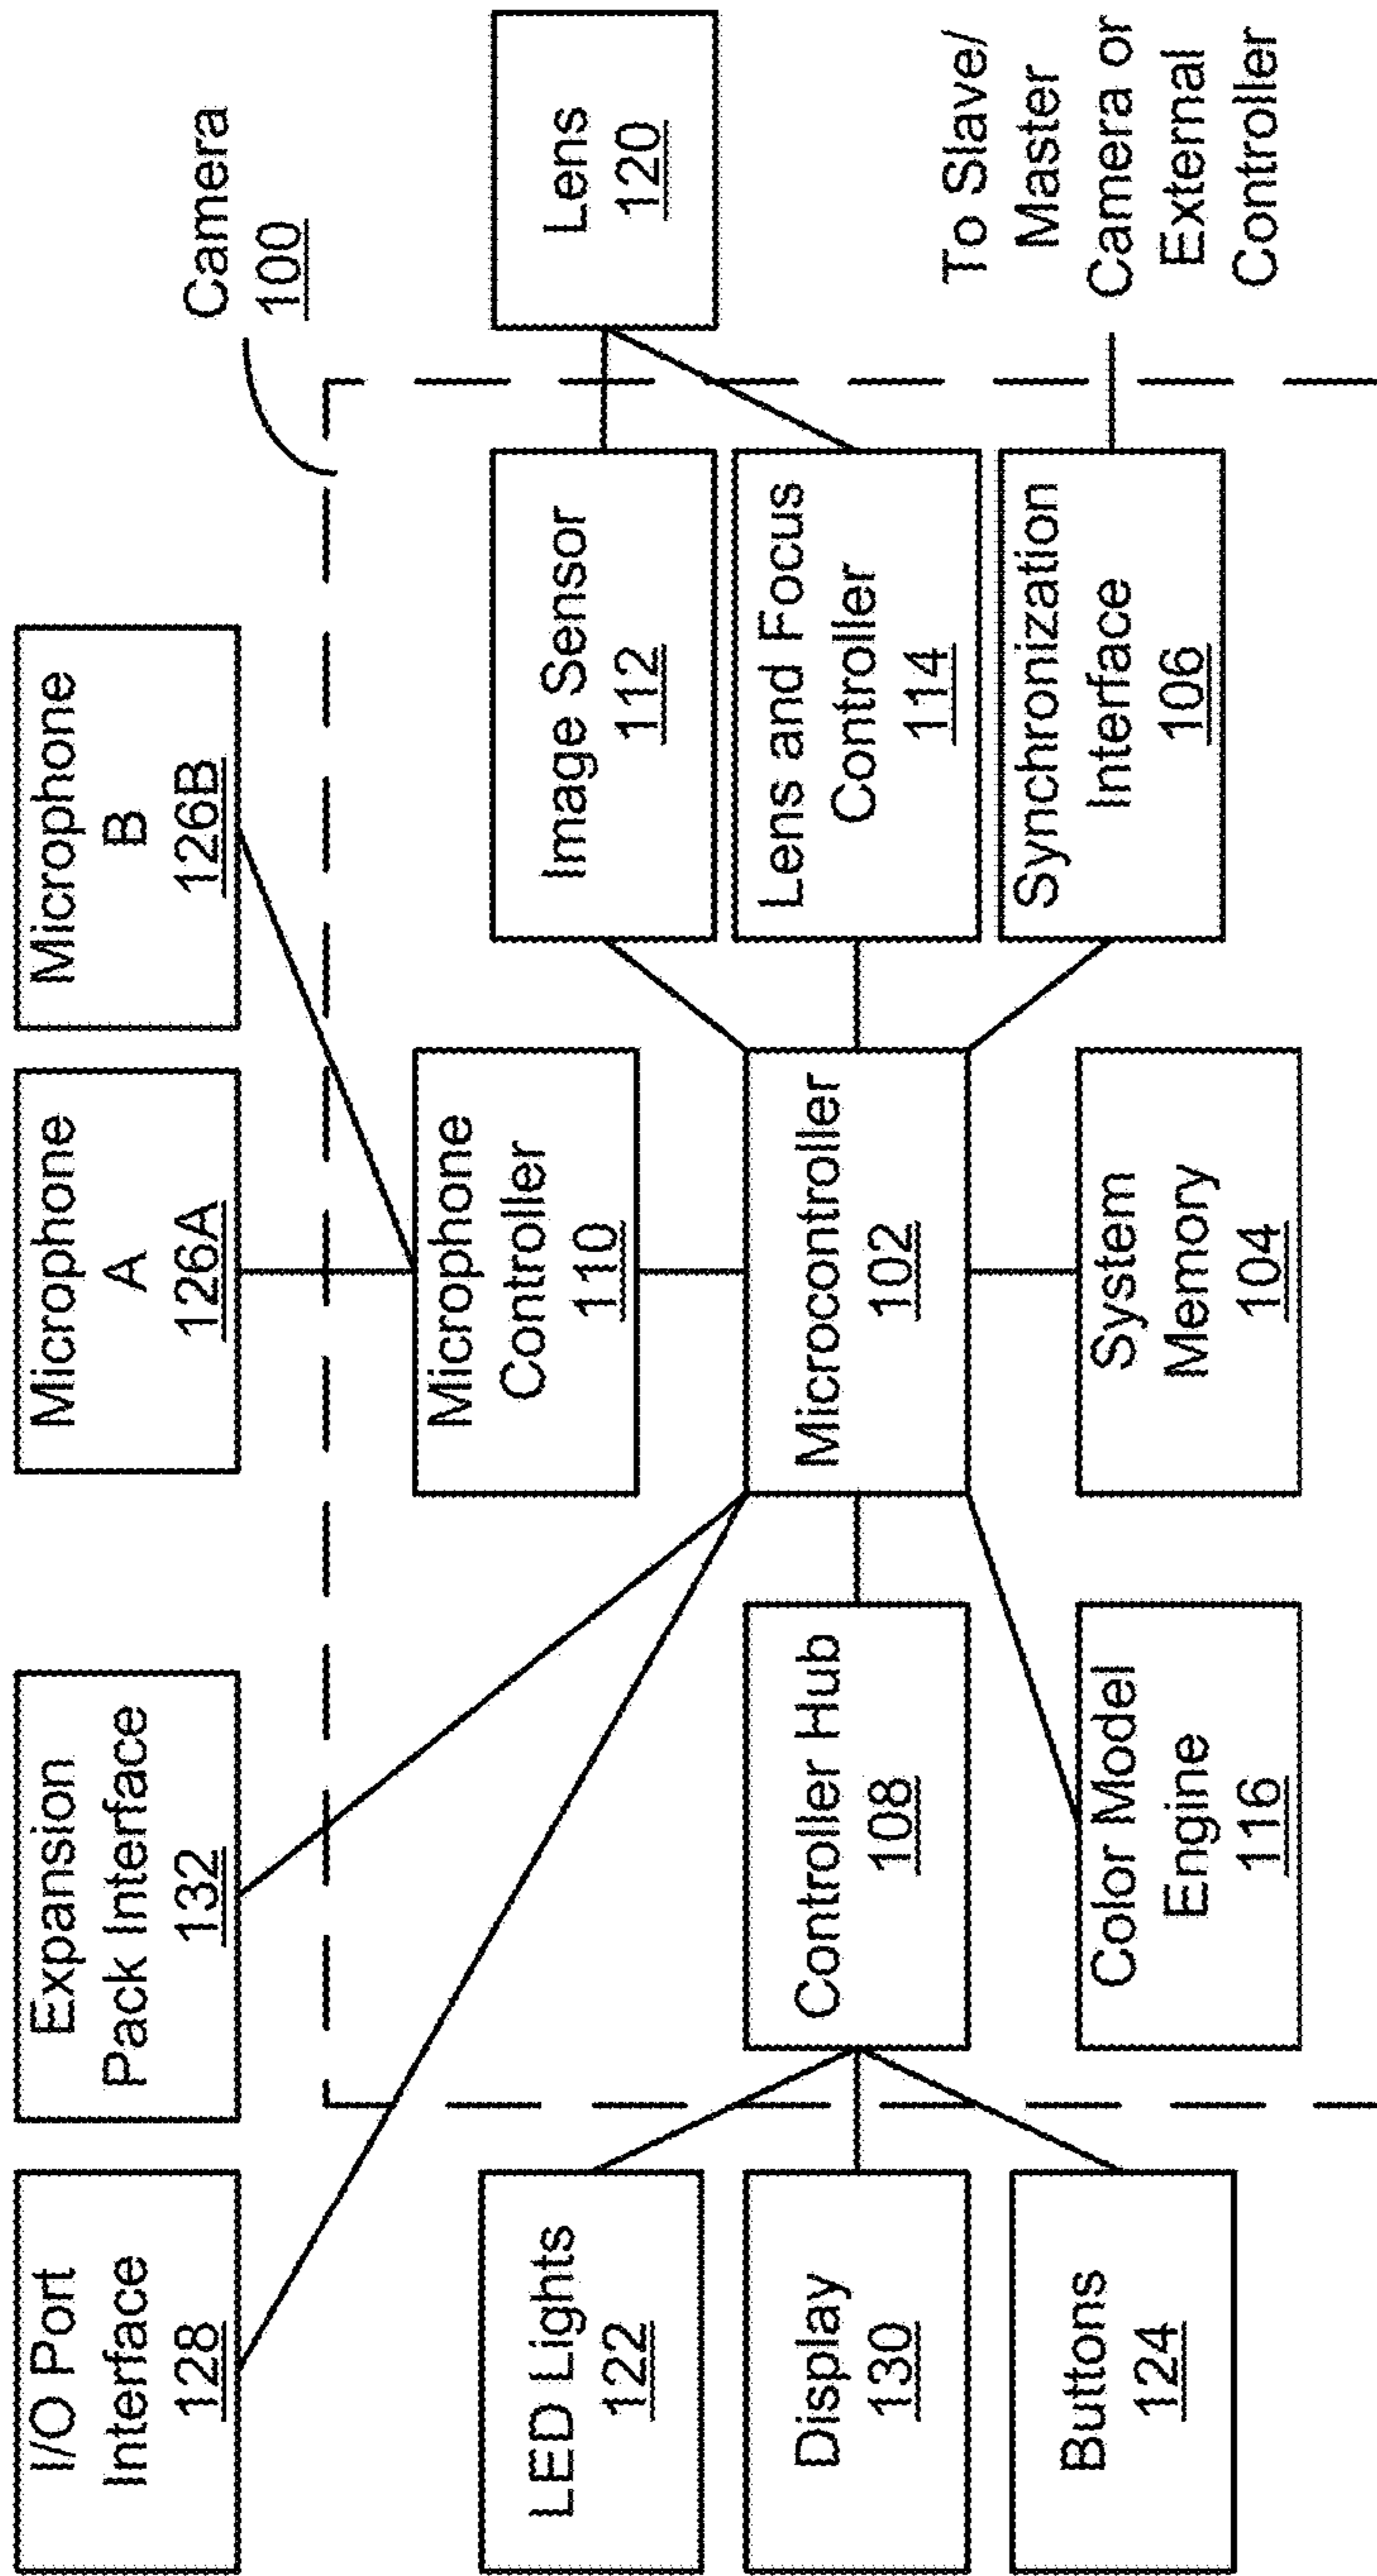 I/O Port
Interface
128
Expansion
Pack Interface
132
Microphone
A
126A
Microphone
B
126B
Camera
100
LED Lights
122
Display
130
Buttons
124
Controller Hub
108
Color Model
Engine
116
Microphone
Controller
110
Microcontroller
102
System
Memory
104
Image Sensor
112
Lens and Focus
Controller
114
Synchronization
Interface
106
Lens
120
To Slave/
Master
Camera or
External
Controller